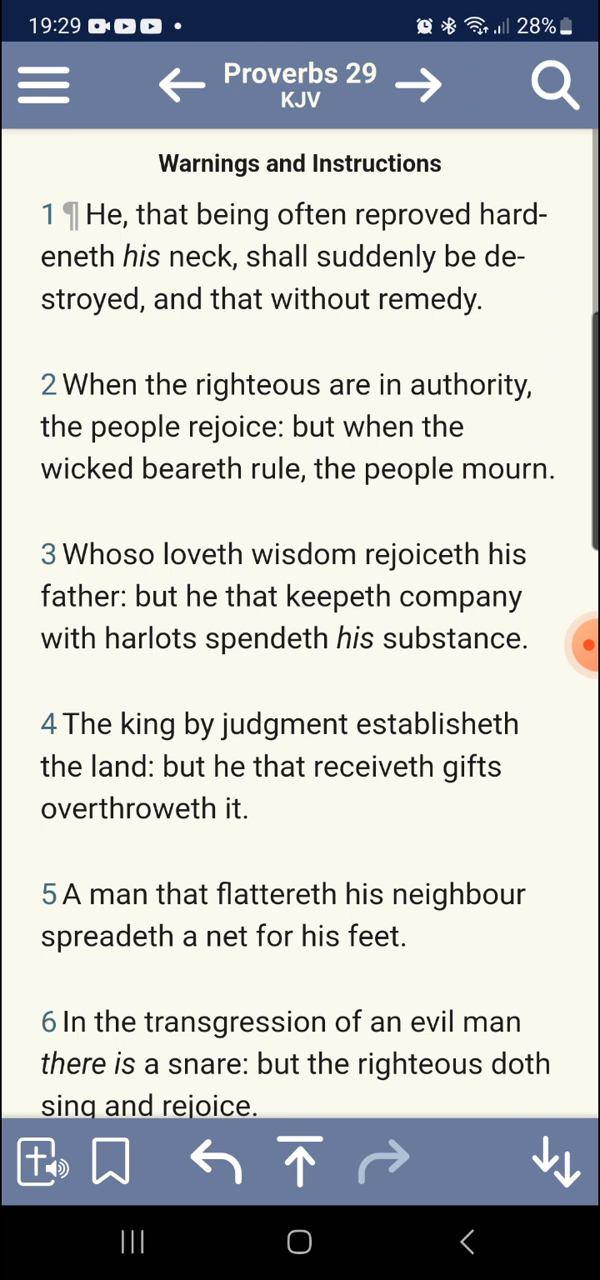 19:29 28%
Proverbs 29
KJV
Warnings and Instructions
1 ¶ He, that being often reproved hard-
eneth his neck, shall suddenly be de-
stroyed, and that without remedy.
2 When the righteous are in authority,
the people rejoice: but when the
wicked beareth rule, the people mourn.
3 Whoso loveth wisdom rejoiceth his
father: but he that keepeth company
with harlots spendeth his substance.
4 The king by judgment establisheth
the land: but he that receiveth gifts
overthroweth it.
5 A man that flattereth his neighbour
spreadeth a net for his feet.
6 In the transgression of an evil man
there is a snare: but the righteous doth
sing and rejoice.